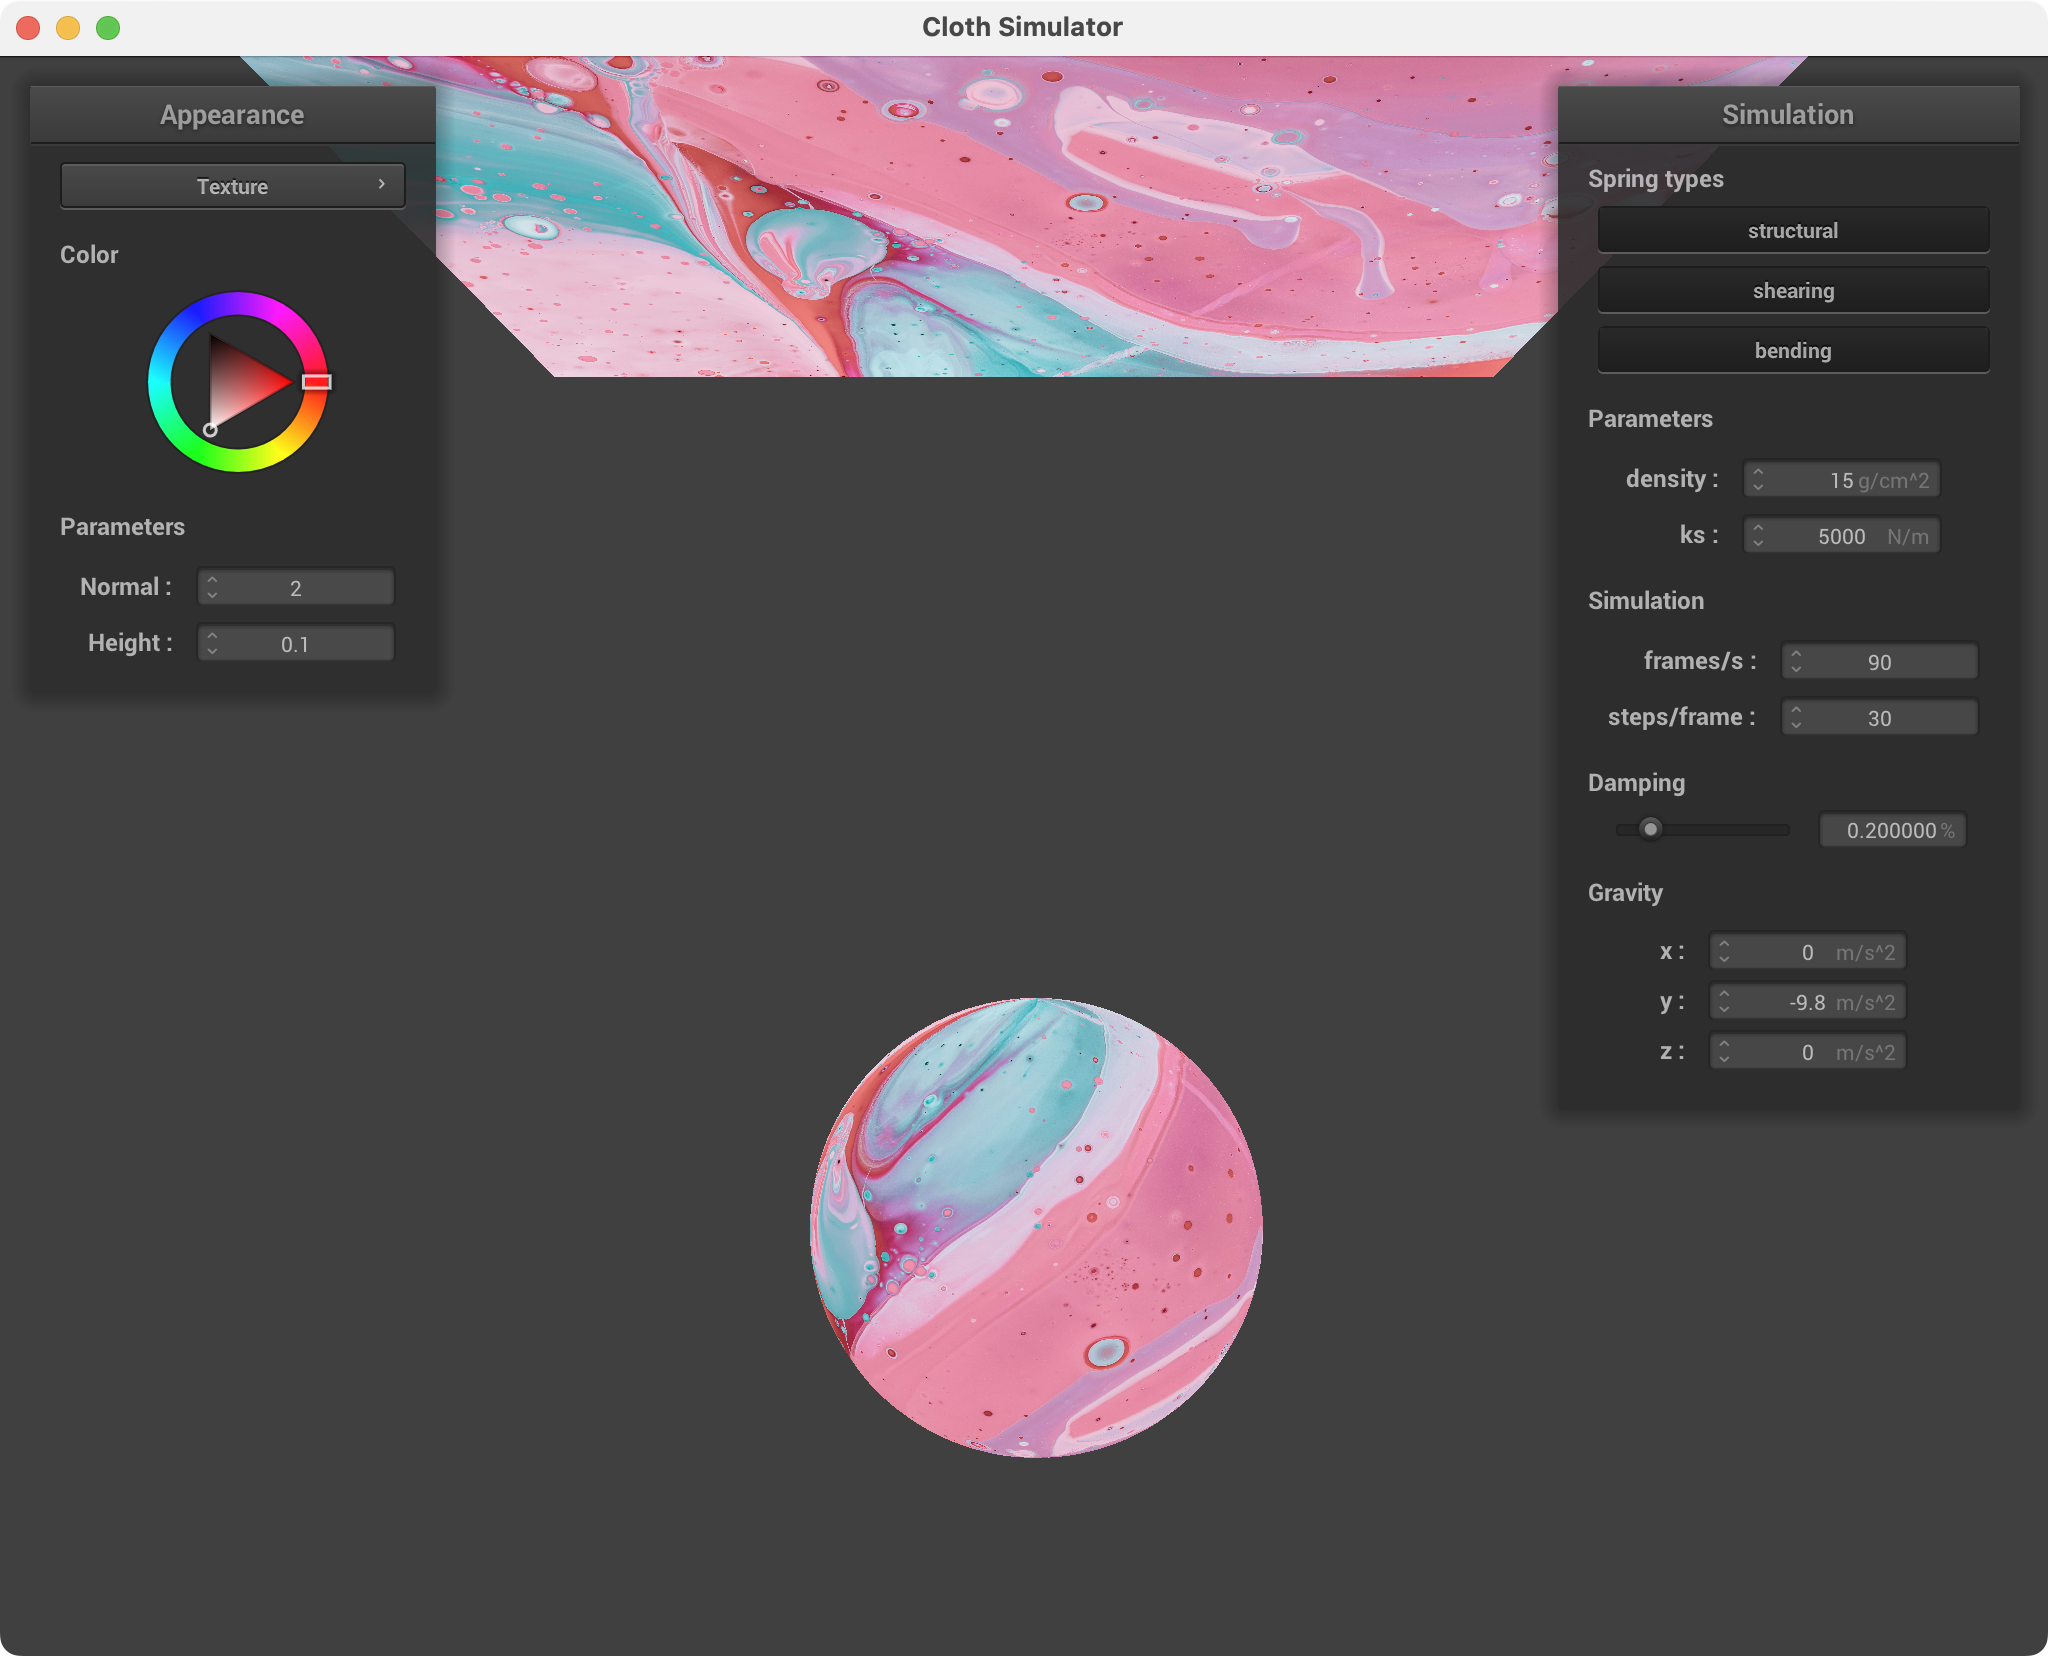 Cloth Simulator
Appearance
Texture
Color
Parameters
Normal : 2
Height : 0.1
Simulation
Spring types
structural
shearing
bending
Parameters
density : 15 g/cm^2
ks : 5000 N/m
Simulation
frames/s : 90
steps/frame : 30
Damping
0.200000 %
Gravity
x : 0 m/s^2
y : -9.8 m/s^2
z : 0 m/s^2